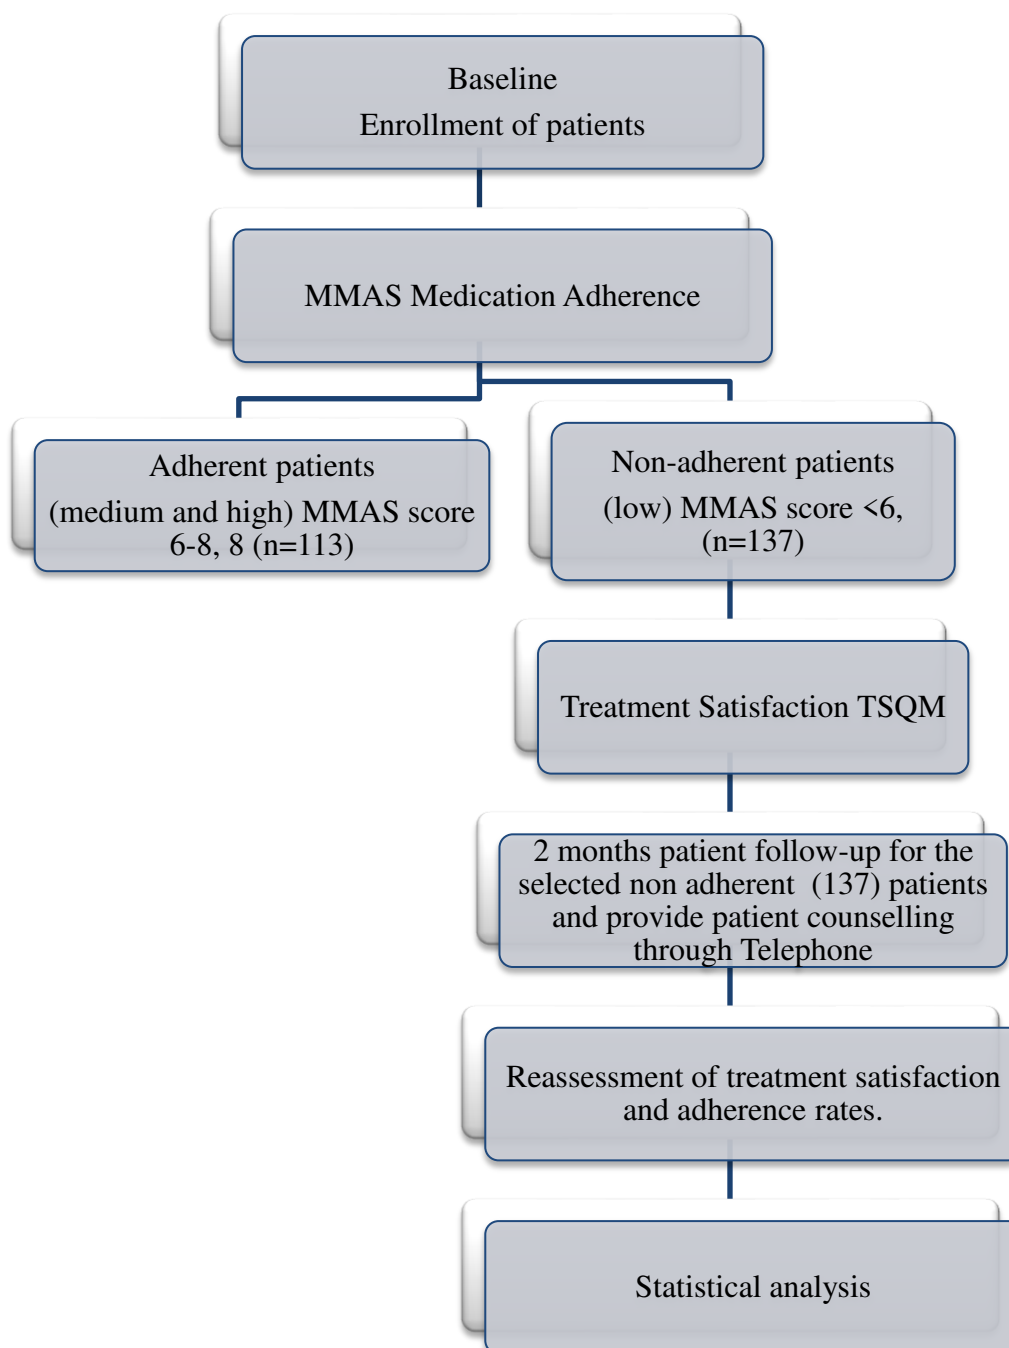 Baseline
Enrollment of patients
MMAS Medication Adherence
Adherent patients
(medium and high) MMAS score
6-8, 8 (n=113)
Non-adherent patients
(low) MMAS score <6,
(n=137)
Treatment Satisfaction TSQM
2 months patient follow-up for the
selected non adherent  (137) patients
and provide patient counselling
through Telephone
Reassessment of treatment satisfaction
and adherence rates.
Statistical analysis